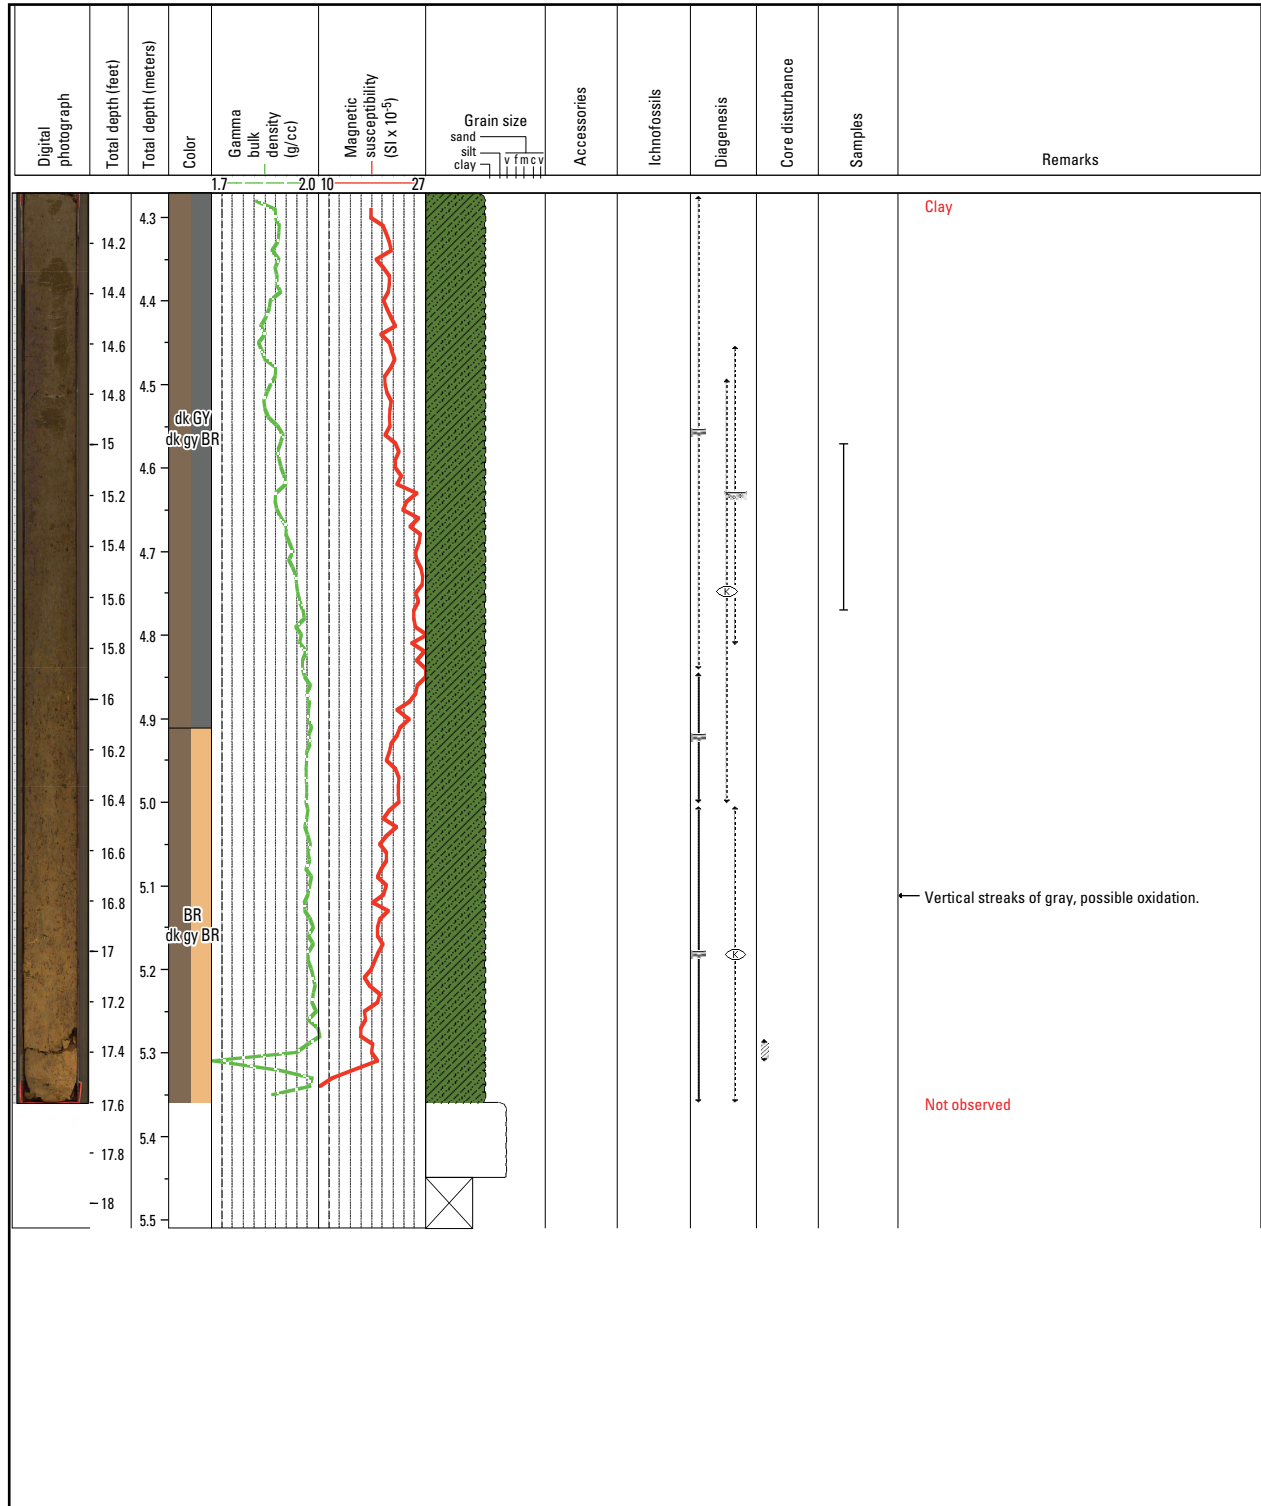 Digital
photograph
Total depth (feet)
Total depth (meters)
Color
Gamma
bulk
density
(g/cc)
Magnetic
susceptibility
(SI x 10-5)
Grain size
sand
silt
clay
v f m c v
Accessories
Ichnofossils
Diagenesis
Core disturbance
Samples
Remarks
1.7
2.0
10
27
Clay
4.3
14.2
14.4
4.4
14.6
4.5
14.8
dk GY
dk gy BR
15
4.6
15.2
15.4
4.7
15.6
K
4.8
15.8
16
4.9
16.2
16.4
5.0
16.6
5.1
16.8
Vertical streaks of gray, possible oxidation.
BR
dk gy BR
17
K
5.2
17.2
17.4
5.3
17.6
Not observed
5.4
17.8
18
5.5